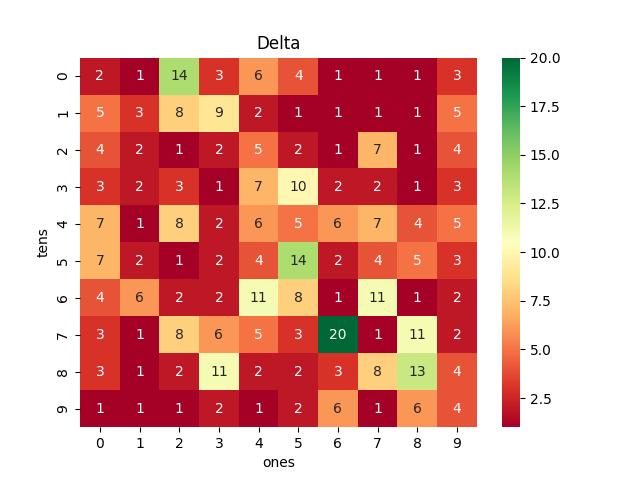 Delta
0 2 1 14 3 6 4 1 1 1 3
1 5 3 8 9 2 1 1 1 1 5
2 4 2 1 2 5 2 1 7 1 4
3 3 2 3 1 7 10 2 2 1 3
4 7 1 8 2 6 5 6 7 4 5
5 7 2 1 2 4 14 2 4 5 3
6 4 6 2 2 11 8 1 11 1 2
7 3 1 8 6 5 3 20 1 11 2
8 3 1 2 11 2 2 3 8 13 4
9 1 1 1 2 1 2 6 1 6 4
0 1 2 3 4 5 6 7 8 9
ones
tens
20.0
17.5
15.0
12.5
10.0
7.5
5.0
2.5